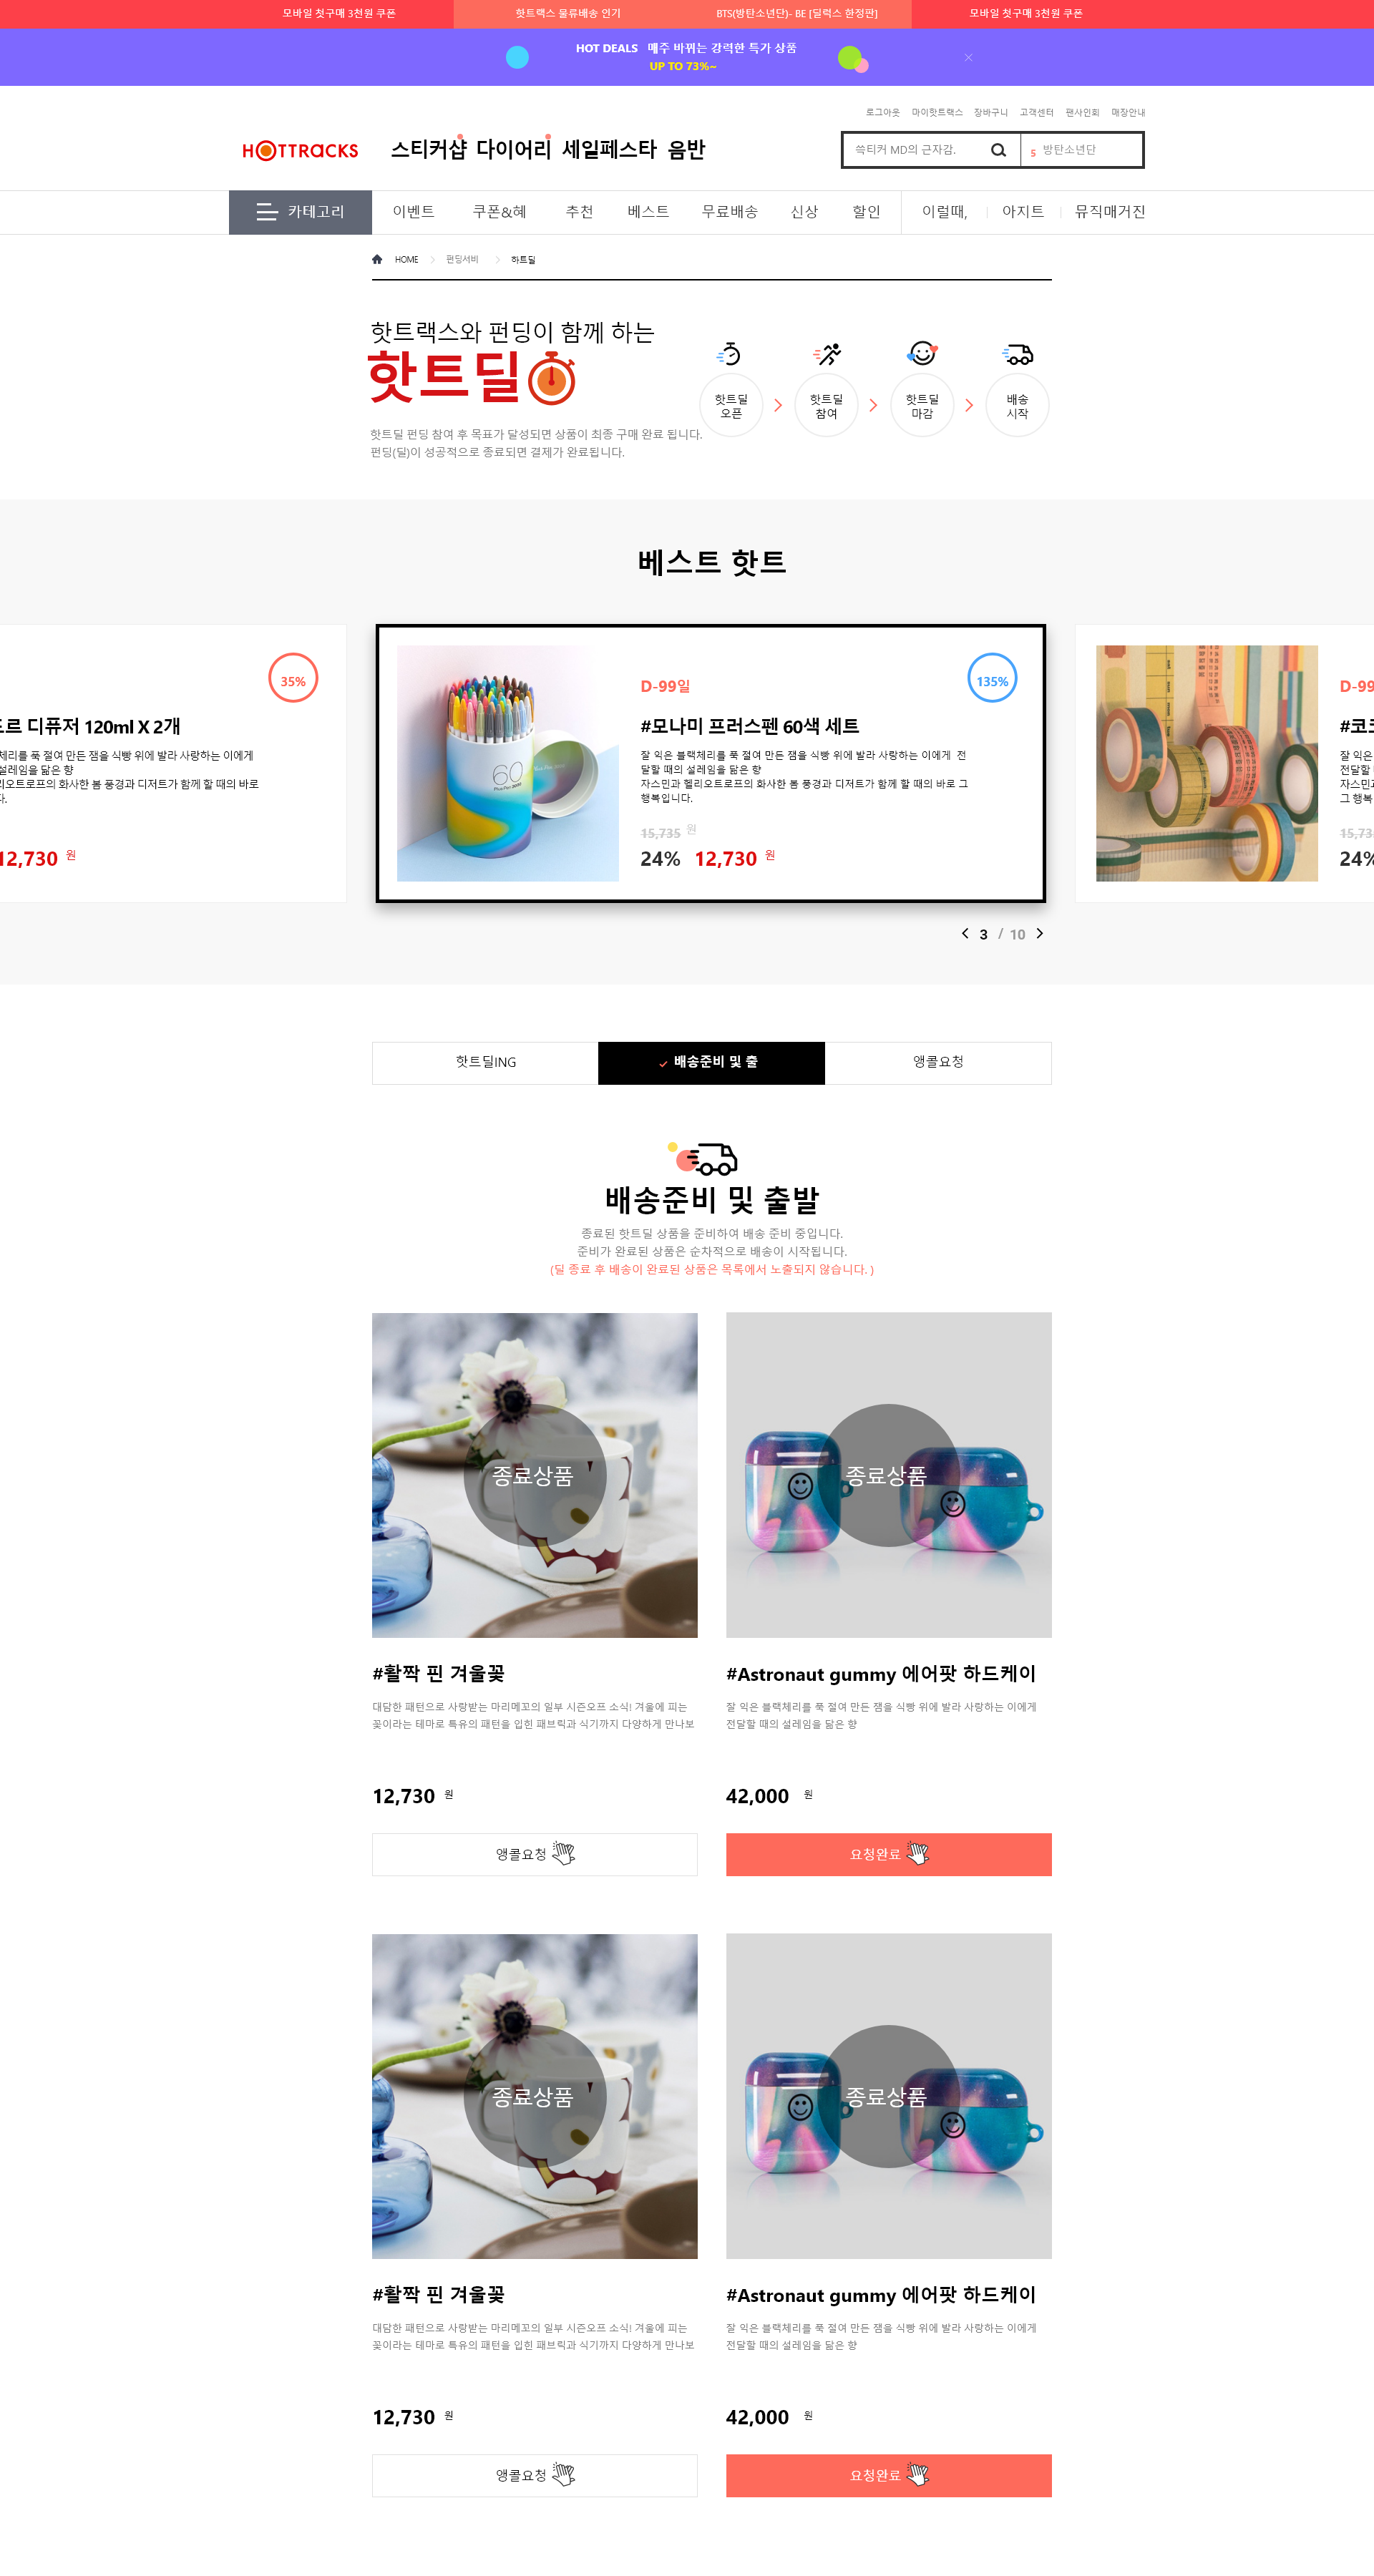 모바일 첫구매 3천원 쿠폰
핫트랙스 물류배송 인기
BTS(방탄소년단)- BE [딜럭스 한정판]
모바일 첫구매 3천원 쿠폰
HOT DEALS 매주 바뀌는 강력한 특가 상품
UP TO 73%~
로그아웃 마이핫트랙스 장바구니 고객센터 팬사인회 매장안내
HOTTRACKS
스티커샵 다이어리 세일페스타 음반
쓱티커 MD의 근자감.
5 방탄소년단
카테고리 이벤트 쿠폰&혜 추천 베스트 무료배송 신상 할인 이럴때, 아지트 뮤직매거진
HOME 펀딩서비 핫트딜
핫트랙스와 펀딩이 함께 하는
핫트딜
핫트딜 펀딩 참여 후 목표가 달성되면 상품이 최종 구매 완료 됩니다.
펀딩(딜)이 성공적으로 종료되면 결제가 완료됩니다.
핫트딜
오픈
핫트딜
참여
핫트딜
마감
배송
시작
베스트 핫트
35%
르 디퓨저 120ml X 2개
체리를 푹 절여 만든 잼을 식빵 위에 발라 사랑하는 이에게
설레임을 닮은 향
리오트로프의 화사한 봄 풍경과 디저트가 함께 할 때의 바로
다.
12,730 원
60
D-99일
135%
#모나미 프러스펜 60색 세트
잘 익은 블랙체리를 푹 절여 만든 잼을 식빵 위에 발라 사랑하는 이에게 전
달할 때의 설레임을 닮은 향
자스민과 헬리오트로프의 화사한 봄 풍경과 디저트가 함께 할 때의 바로 그
행복입니다.
15,735 원
24% 12,730 원
D-99
#코
잘 익은
전달할
자스민과
그 행복
15,73
24%
3 / 10
핫트딜ING
배송준비 및 출
앵콜요청
배송준비 및 출발
종료된 핫트딜 상품을 준비하여 배송 준비 중입니다.
준비가 완료된 상품은 순차적으로 배송이 시작됩니다.
(딜 종료 후 배송이 완료된 상품은 목록에서 노출되지 않습니다. )
종료상품
종료상품
#활짝 핀 겨울꽃
대담한 패턴으로 사랑받는 마리메꼬의 일부 시즌오프 소식! 겨울에 피는
꽃이라는 테마로 특유의 패턴을 입힌 패브릭과 식기까지 다양하게 만나보
12,730 원
앵콜요청
#Astronaut gummy 에어팟 하드케이
잘 익은 블랙체리를 푹 절여 만든 잼을 식빵 위에 발라 사랑하는 이에게
전달할 때의 설레임을 닮은 향
42,000 원
요청완료
종료상품
종료상품
#활짝 핀 겨울꽃
대담한 패턴으로 사랑받는 마리메꼬의 일부 시즌오프 소식! 겨울에 피는
꽃이라는 테마로 특유의 패턴을 입힌 패브릭과 식기까지 다양하게 만나보
12,730 원
앵콜요청
#Astronaut gummy 에어팟 하드케이
잘 익은 블랙체리를 푹 절여 만든 잼을 식빵 위에 발라 사랑하는 이에게
전달할 때의 설레임을 닮은 향
42,000 원
요청완료